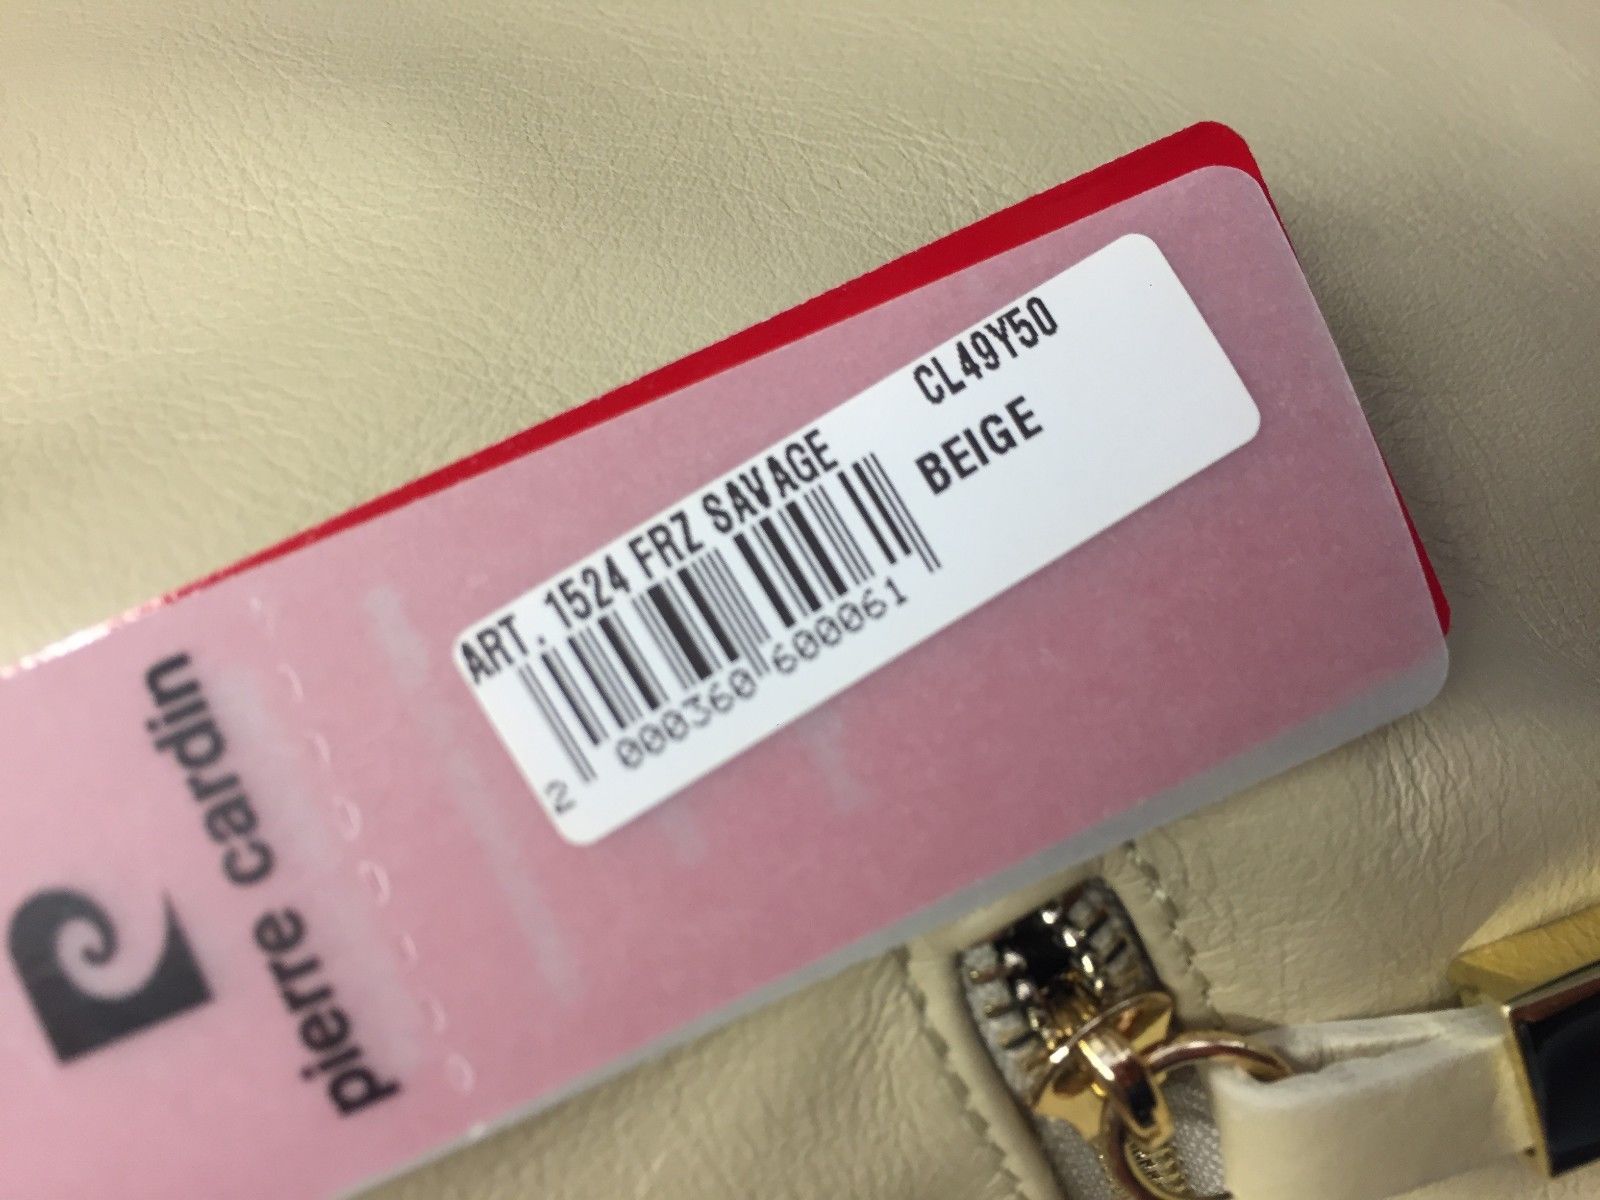 ART. 1524 FRZ SAVAGE CL49Y50
BEIGE
2 000360 600061
pierre cardin